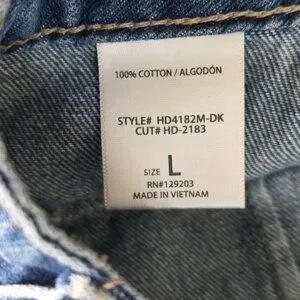 100% COTTON / ALGODÓN
STYLE# HD4182M-DK
CUT# HD-2183
SIZE L
RN#129203
MADE IN VIETNAM